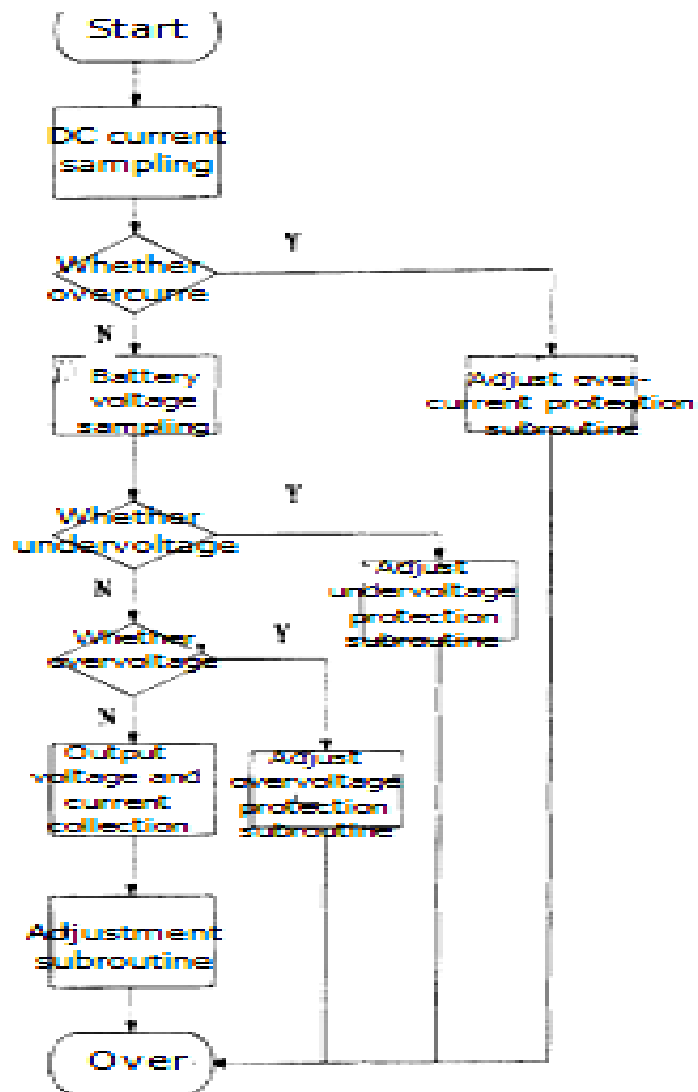 Start
DC current
sampling
Y
Whether
overcurre
N
Battery
voltage
sampling
Adjust over-
current protection
subroutine
Y
Whether
undervoltage
N
Adjust
undervoltage
protection
subroutine
Y
Whether
overvoltage
N
Output
voltage and
current
collection
Adjust
overvoltage
protection
subroutine
Adjustment
subroutine
Over